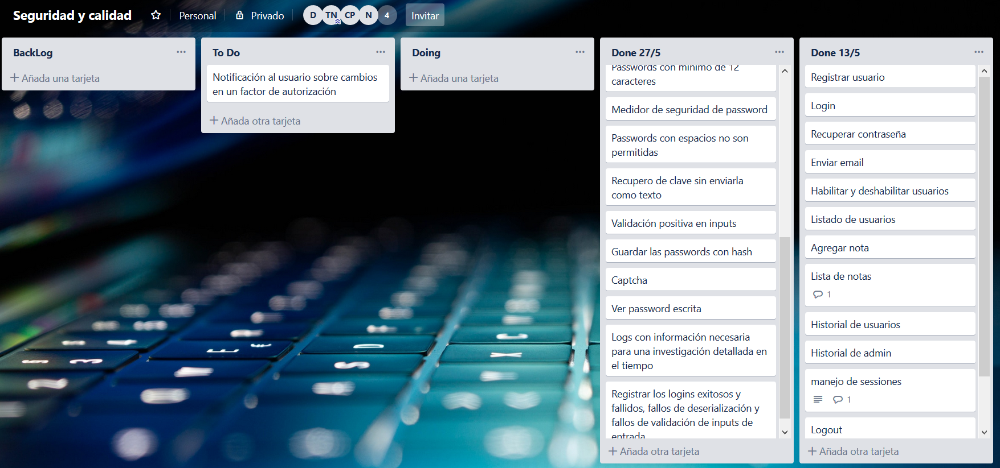 Seguridad y calidad
Personal
Privado
D
TN
CP
N
4
Invitar
BackLog
Añada una tarjeta
To Do
Notificación al usuario sobre cambios
en un factor de autorización
Añada otra tarjeta
Doing
Añada una tarjeta
Done 27/5
Passwords con mínimo de 12
caracteres
Medidor de seguridad de password
Passwords con espacios no son
permitidas
Recupero de clave sin enviarla
como texto
Validación positiva en inputs
Guardar las passwords con hash
Captcha
Ver password escrita
Logs con información necesaria
para una investigación detallada en
el tiempo
Registrar los logins exitosos y
fallidos, fallos de deserialización y
fallos de validación de inputs de
entrada
Añada otra tarjeta
Done 13/5
Registrar usuario
Login
Recuperar contraseña
Enviar email
Habilitar y deshabilitar usuarios
Listado de usuarios
Agregar nota
Lista de notas
1
Historial de usuarios
Historial de admin
manejo de sessiones
1
Logout
Añada otra tarjeta